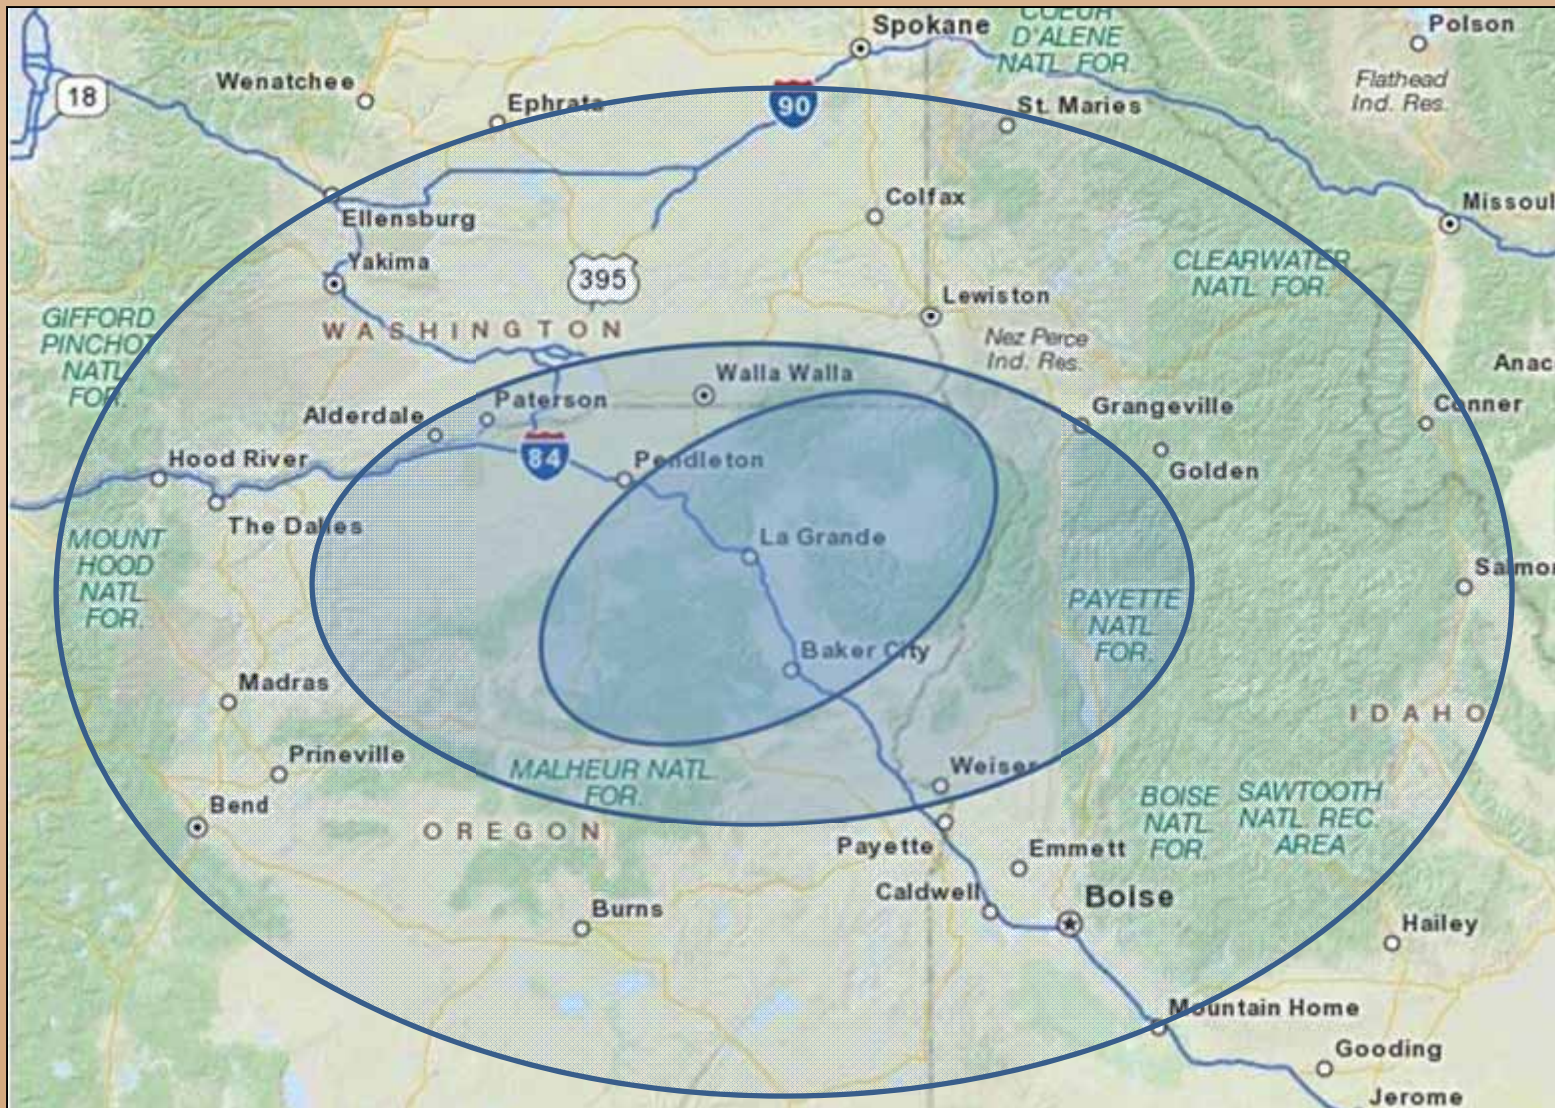 Spokane
COEUR
D'ALENE
NATL FOR.
Polson
Flathead
Ind. Res.
Wenatchee
18
Ephrata
90
St. Maries
Colfax
Missoul
Ellensburg
Yakima
395
CLEARWATER
NATL FOR.
Lewiston
Nez Perce
Ind. Res.
GIFFORD
PINCHOT
NATL
FOR.
WASHINGTON
Walla Walla
Anac
Paterson
Alderdale
Grangeville
Conner
Hood River
84
Pendleton
Golden
The Dalles
La Grande
MOUNT
HOOD
NATL
FOR.
Salmon
PAYETTE
NATL
FOR.
Baker City
Madras
IDAHO
Prineville
MALHEUR NATL
FOR.
Weiser
Bend
OREGON
BOISE
NATL
FOR.
SAWTOOTH
NATL REC.
AREA
Payette
Emmett
Caldwell
Boise
Burns
Hailey
Mountain Home
Gooding
Jerome